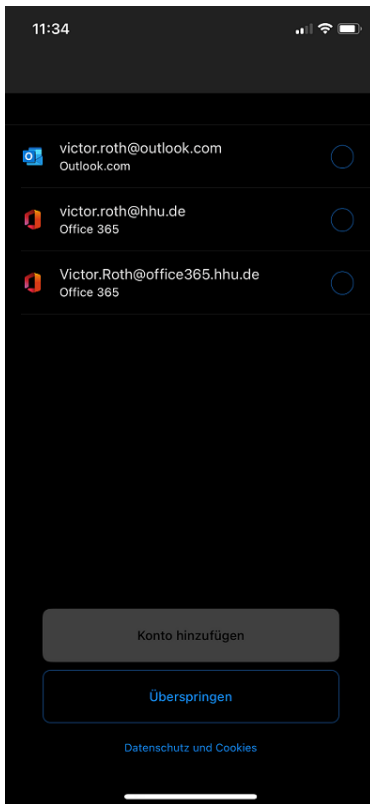 11:34
victor.roth@outlook.com
Outlook.com
victor.roth@hhu.de
Office 365
Victor.Roth@office365.hhu.de
Office 365
Konto hinzufügen
Überspringen
Datenschutz und Cookies